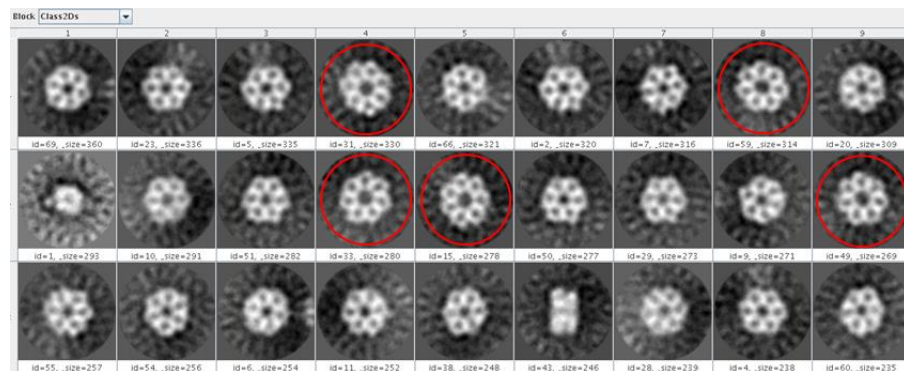 Block Class2Ds
1 2 3 4 5 6 7 8 9
id=69, _size=360 id=23, _size=336 id=5, _size=335 id=31, _size=330 id=66, _size=321 id=2, _size=320 id=7, _size=316 id=59, _size=314 id=20, _size=309
id=1, _size=293 id=10, _size=291 id=51, _size=282 id=33, _size=280 id=15, _size=278 id=50, _size=277 id=29, _size=273 id=9, _size=271 id=49, _size=269
id=55, _size=257 id=54, _size=256 id=6, _size=254 id=11, _size=252 id=38, _size=248 id=43, _size=246 id=28, _size=239 id=4, _size=238 id=60, _size=235